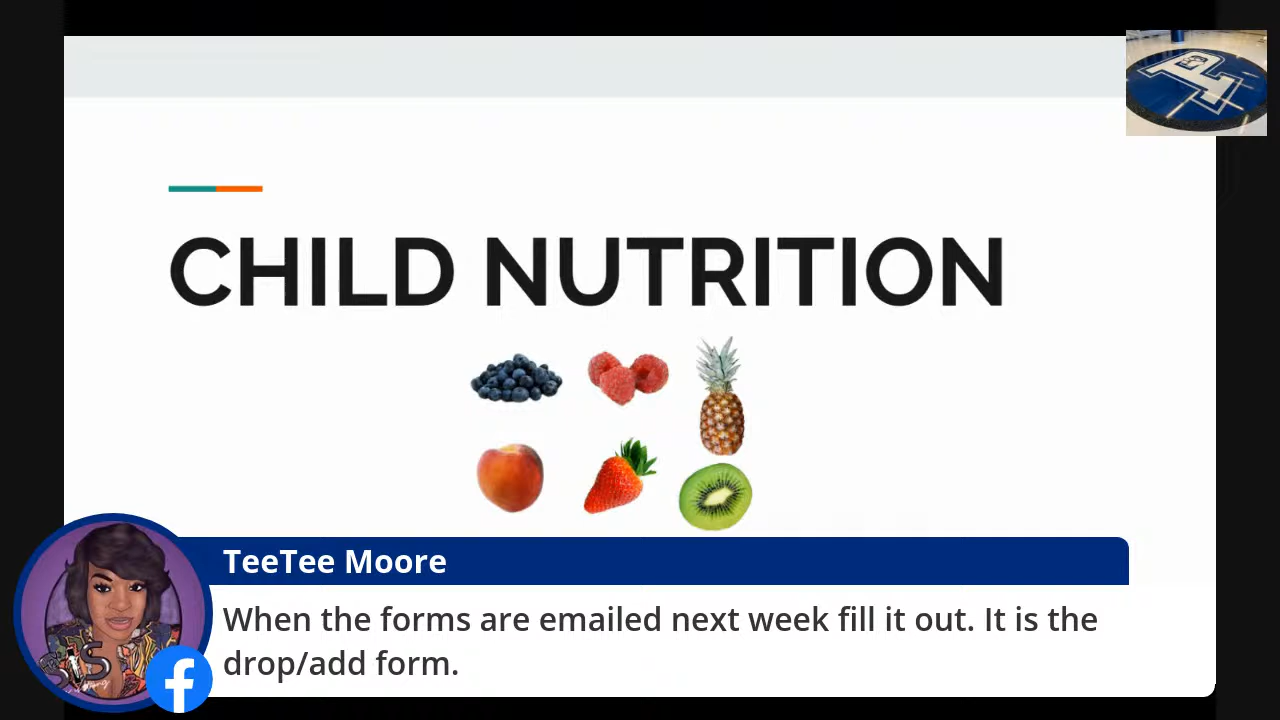 CHILD NUTRITION
TeeTee Moore
When the forms are emailed next week fill it out. It is the
drop/add form.